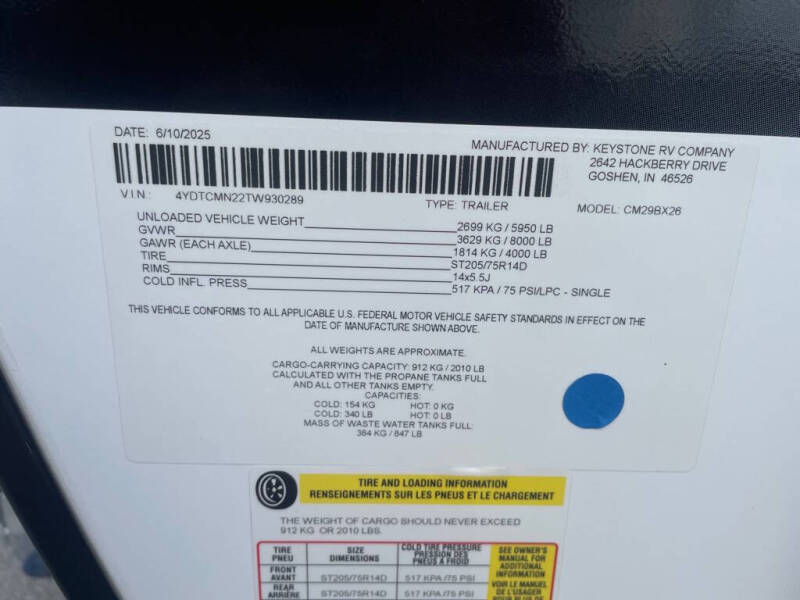 DATE: 6/10/2025
MANUFACTURED BY: KEYSTONE RV COMPANY
2642 HACKBERRY DRIVE
GOSHEN, IN 46526
VIN: 4YDTCMN22TW930289
TYPE: TRAILER
MODEL: CM29BX26
UNLOADED VEHICLE WEIGHT 2699 KG / 5950 LB
GVWR 3629 KG / 8000 LB
GAWR (EACH AXLE) 1814 KG / 4000 LB
TIRE ST205/75R14D
RIMS 14x5.5J
COLD INFL. PRESS 517 KPA / 75 PSI/LPC - SINGLE
THIS VEHICLE CONFORMS TO ALL APPLICABLE U.S. FEDERAL MOTOR VEHICLE SAFETY STANDARDS IN EFFECT ON THE
DATE OF MANUFACTURE SHOWN ABOVE.
ALL WEIGHTS ARE APPROXIMATE.
CARGO-CARRYING CAPACITY: 912 KG / 2010 LB
CALCULATED WITH THE PROPANE TANKS FULL
AND ALL OTHER TANKS EMPTY.
CAPACITIES:
COLD: 154 KG HOT: 0 KG
COLD: 340 LB HOT: 0 LB
MASS OF WASTE WATER TANKS FULL:
384 KG / 847 LB
TIRE AND LOADING INFORMATION
RENSEIGNEMENTS SUR LES PNEUS ET LE CHARGEMENT
THE WEIGHT OF CARGO SHOULD NEVER EXCEED
912 KG OR 2010 LBS.
TIRE
PNEU
SIZE
DIMENSIONS
COLD TIRE PRESSURE
PRESSION DES
PNEUS A FROID
SEE OWNER'S
MANUAL FOR
ADDITIONAL
INFORMATION
VOIR LE MANUEL
DE L'USAGER
POUR PLUS DE
FRONT
AVANT
ST205/75R14D
517 KPA /75 PSI
REAR
ARRIÈRE
ST205/75R14D
517 KPA /75 PSI